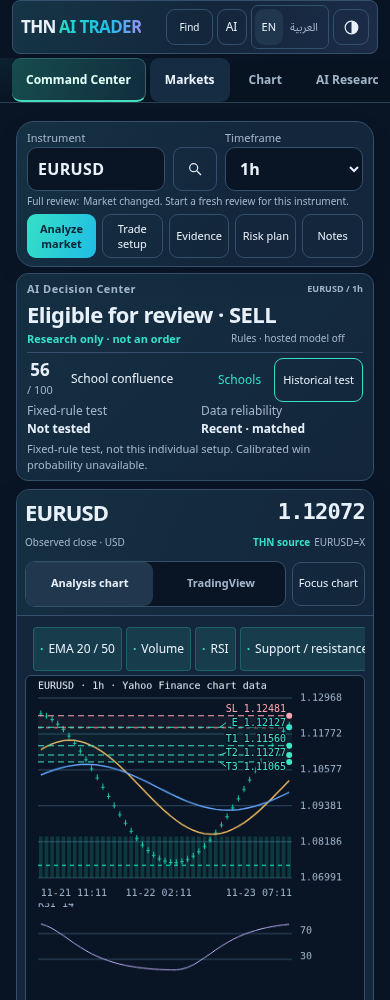 THN AI TRADER
Find
AI
EN
العربية
Command Center
Markets
Chart
AI Researc
Instrument
Timeframe
EURUSD
1h
Full review: Market changed. Start a fresh review for this instrument.
Analyze market
Trade setup
Evidence
Risk plan
Notes
AI Decision Center
EURUSD / 1h
Eligible for review · SELL
Research only · not an order
Rules · hosted model off
56
/ 100
School confluence
Schools
Historical test
Fixed-rule test
Data reliability
Not tested
Recent · matched
Fixed-rule test, not this individual setup. Calibrated win
probability unavailable.
EURUSD
1.12072
Observed close · USD
THN source EURUSD=X
Analysis chart
TradingView
Focus chart
· EMA 20 / 50
· Volume
· RSI
· Support / resistance
EURUSD · 1h · Yahoo Finance chart data
1.12968
SL 1.12481
E 1.12127
1.11772
T1 1.11560
T2 1.11277
T3 1.11065
1.10577
1.09381
1.08186
1.06991
11-21 11:11
11-22 02:11
11-23 07:11
RSI 14
70
30